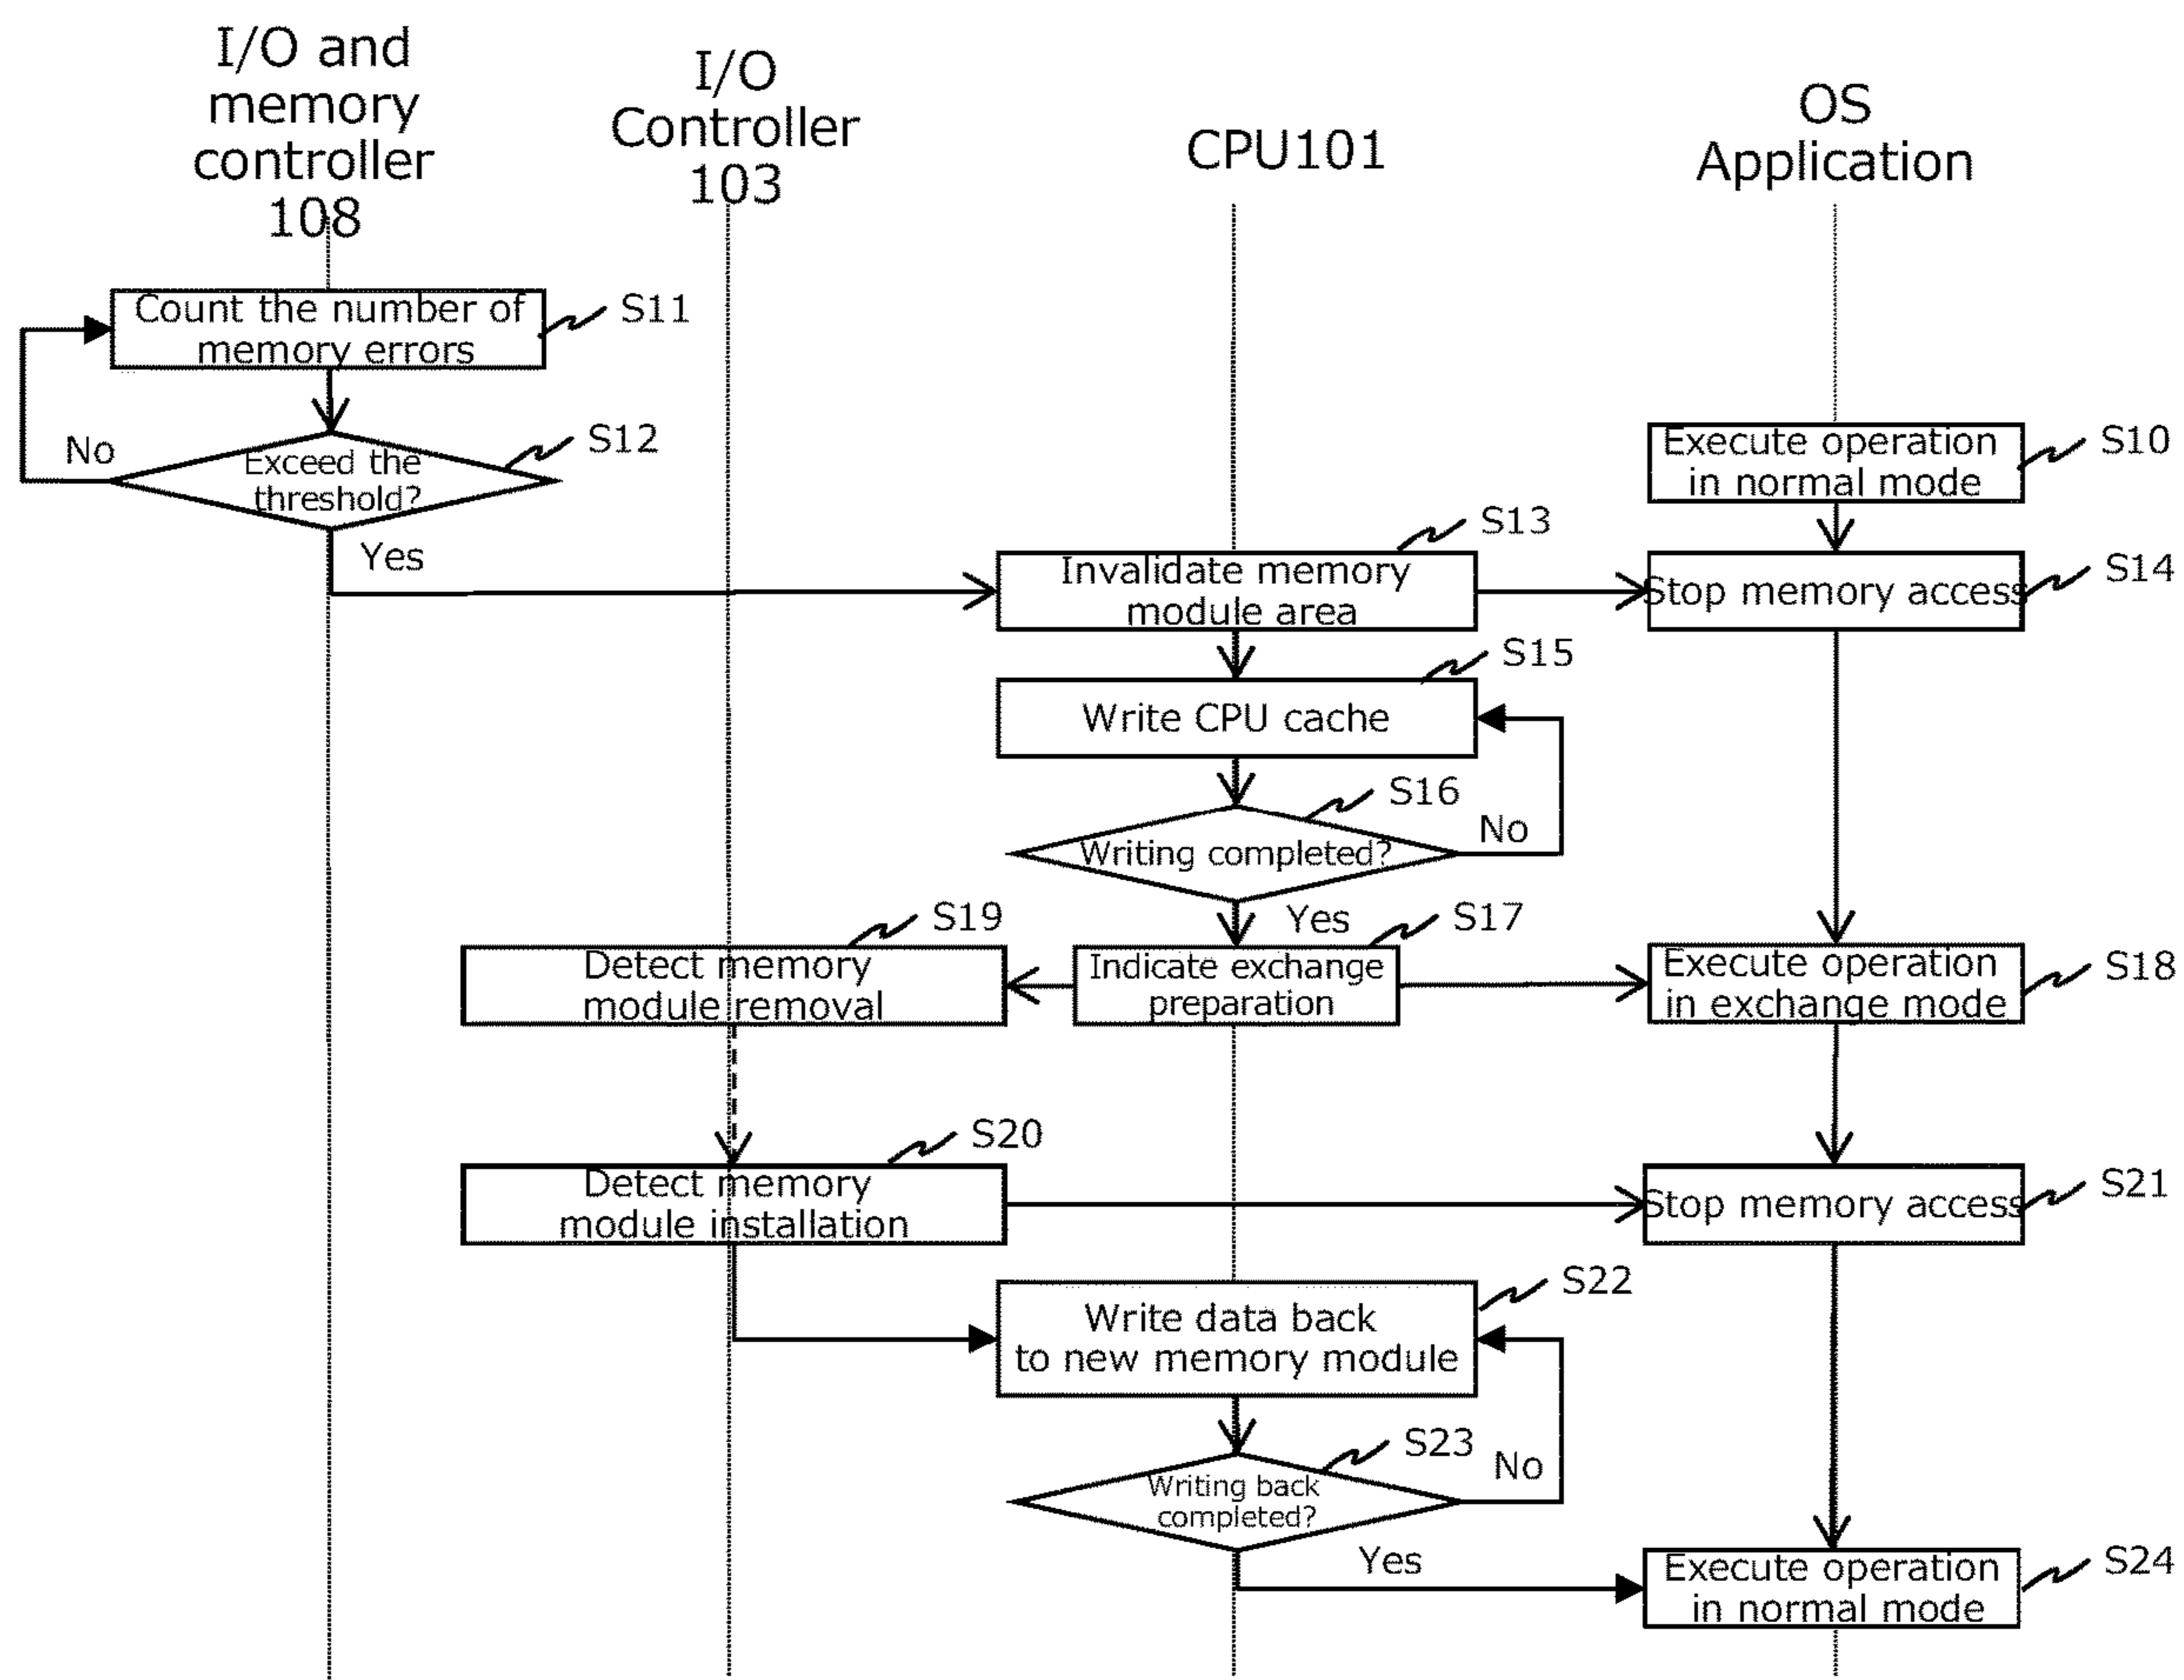 I/O and
memory
controller
108
I/O
Controller
103
CPU101
OS
Application
Count the number of
memory errors
S11
Exceed the
threshold?
S12
No
Yes
Execute operation
in normal mode
S10
Invalidate memory
module area
S13
Stop memory access
S14
Write CPU cache
S15
Writing completed?
S16
No
Yes
Indicate exchange
preparation
S17
Detect memory
module removal
S19
Execute operation
in exchange mode
S18
Detect memory
module installation
S20
Stop memory access
S21
Write data back
to new memory module
S22
Writing back
completed?
S23
No
Yes
Execute operation
in normal mode
S24